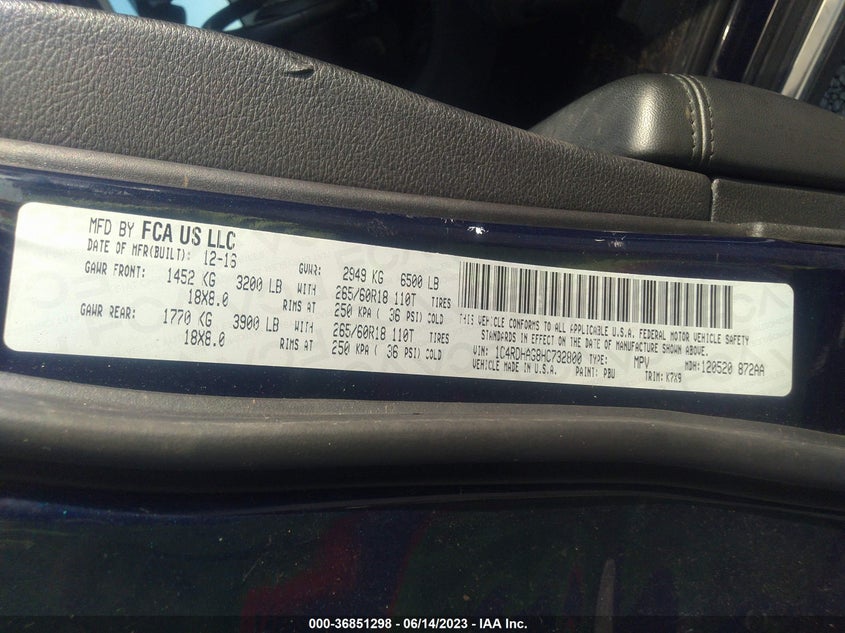 MFD BY FCA US LLC
DATE OF MFR(BUILT): 12-16 GVWR: 2949 KG 6500 LB
GAWR FRONT: 1452 KG 3200 LB WITH 265/60R18 110T TIRES
18X8.0 RIMS AT 250 KPA ( 36 PSI) COLD
GAWR REAR: 1770 KG 3900 LB WITH 265/60R18 110T TIRES
18X8.0 RIMS AT 250 KPA ( 36 PSI) COLD
THIS VEHICLE CONFORMS TO ALL APPLICABLE U.S.A. FEDERAL MOTOR VEHICLE SAFETY
STANDARDS IN EFFECT ON THE DATE OF MANUFACTURE SHOWN ABOVE.
VIN: 1C4RDHAG8HC732800 TYPE: MPV MDH:120520 872AA
VEHICLE MADE IN U.S.A. PAINT: PBU TRIM: K7X9
000-36851298 - 06/14/2023 - IAA Inc.